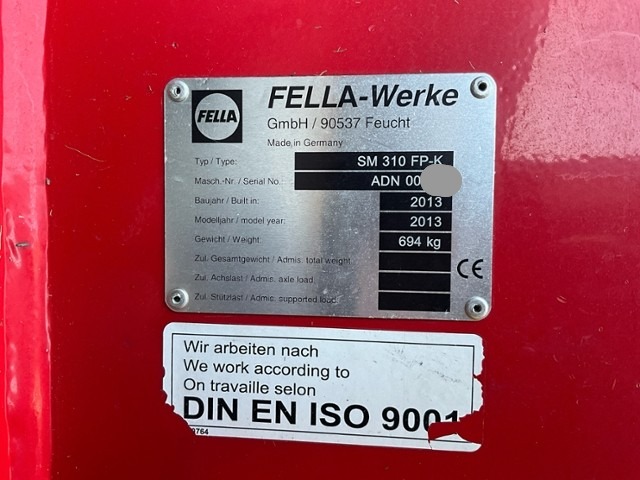 FELLA
FELLA-Werke
GmbH / 90537 Feucht
Made in Germany
Typ / Type: SM 310 FP-K
Masch.-Nr. / Serial No.: ADN 00
Baujahr / Built in: 2013
Modelljahr / model year: 2013
Gewicht / Weight: 694 kg
Zul. Gesamtgewicht / Admis. total weight
Zul. Achslast / Admis. axle load
Zul. Stützlast / Admis. supported load
CE
Wir arbeiten nach
We work according to
On travaille selon
DIN EN ISO 9001